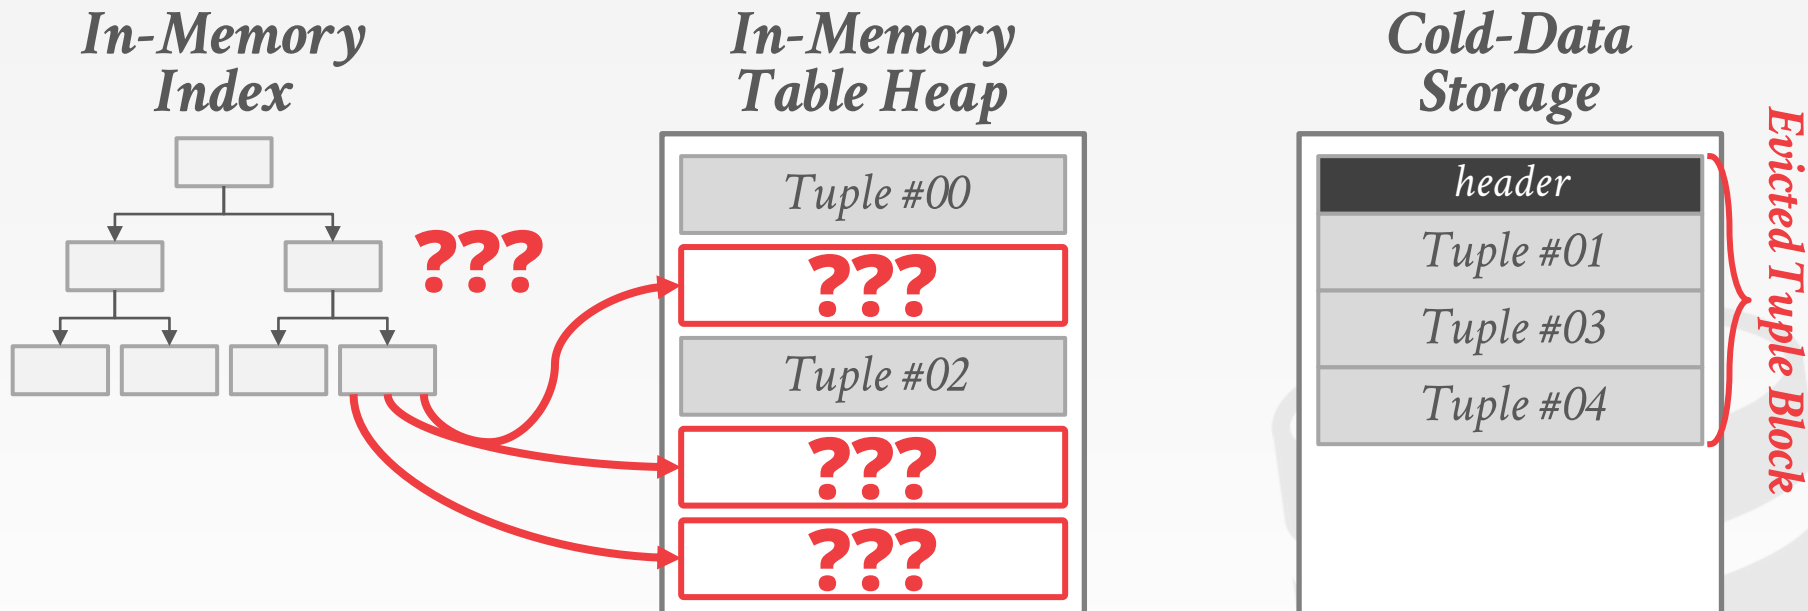 In-Memory
Index
???
In-Memory
Table Heap
Tuple #00
???
Tuple #02
???
???
Cold-Data
Storage
header
Tuple #01
Tuple #03
Tuple #04
Evicted Tuple Block